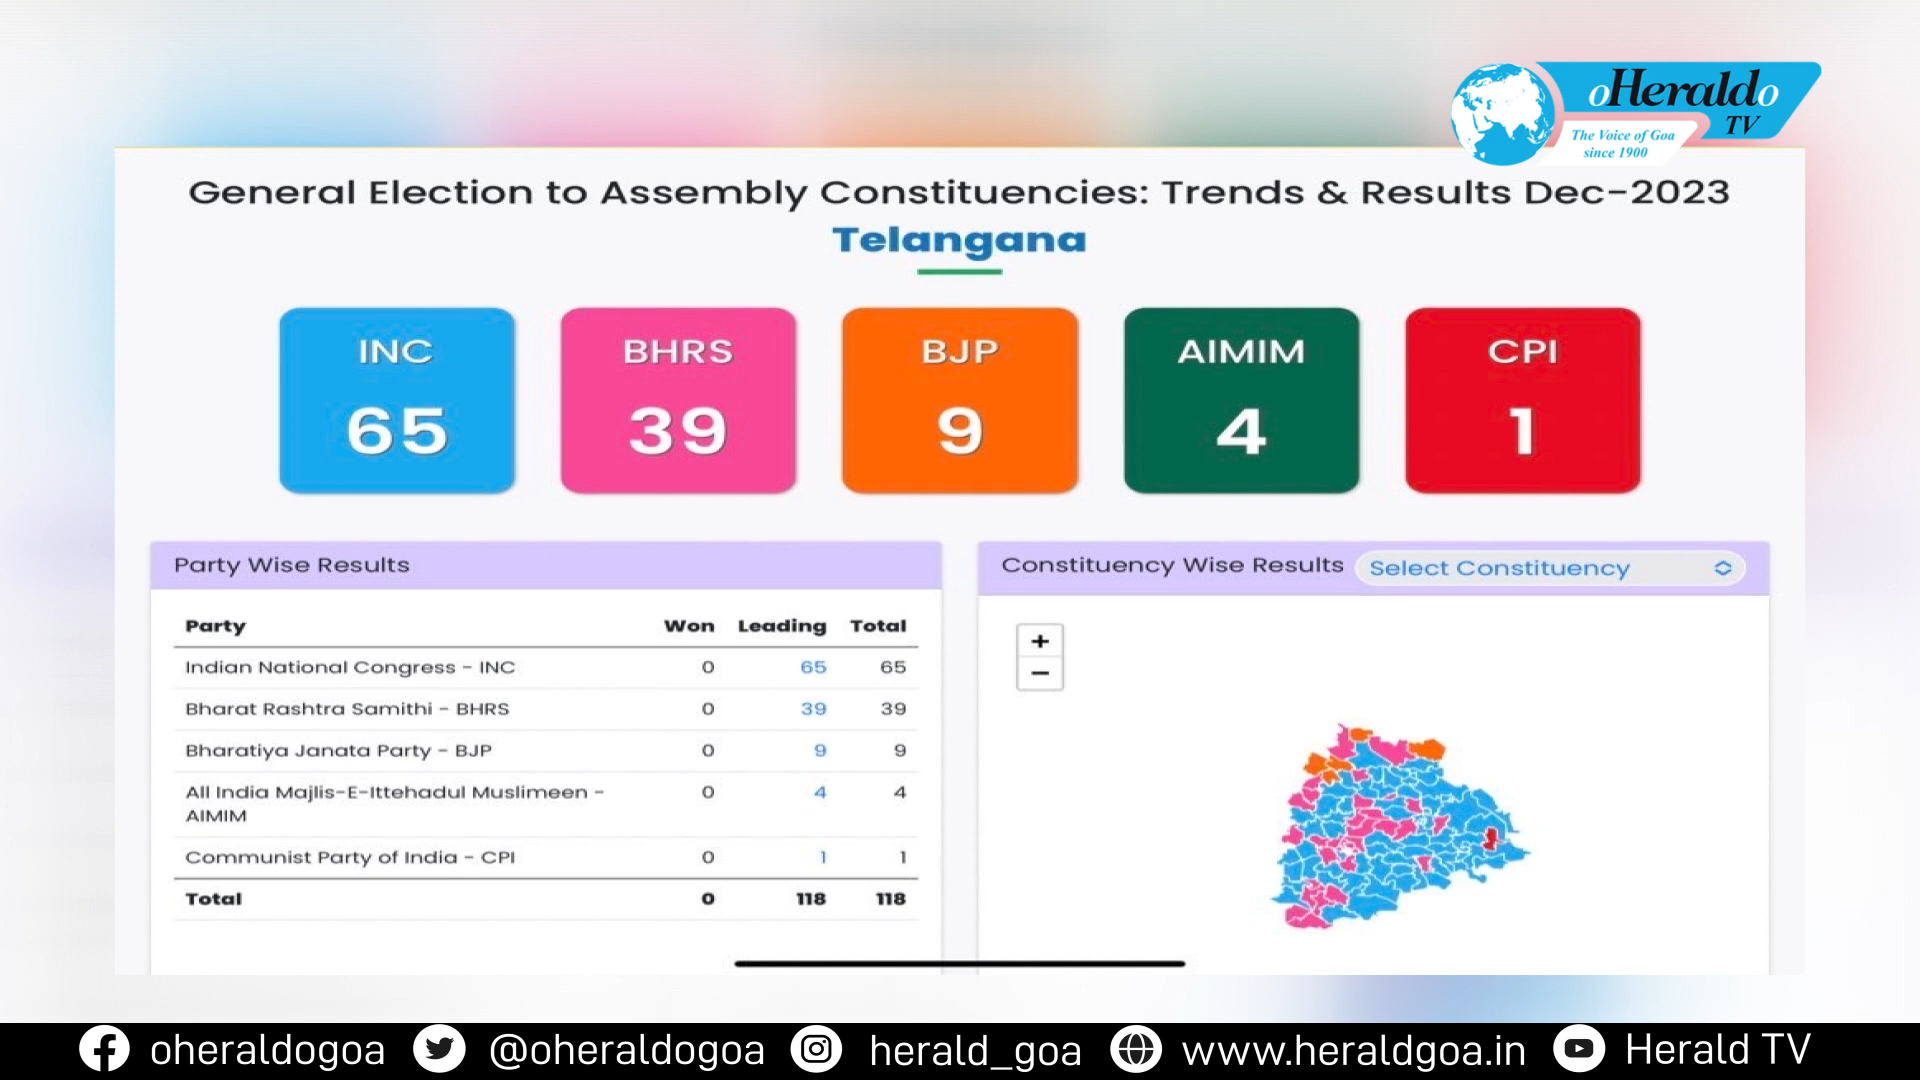 oHeraldo
TV
The Voice of Goa
since 1900
General Election to Assembly Constituencies: Trends & Results Dec-2023
Telangana
INC
65
BHRS
39
BJP
9
AIMIM
4
CPI
1
Party Wise Results
Party Won Leading Total
Indian National Congress - INC 0 65 65
Bharat Rashtra Samithi - BHRS 0 39 39
Bharatiya Janata Party - BJP 0 9 9
All India Majlis-E-Ittehadul Muslimeen - 0 4 4
AIMIM
Communist Party of India - CPI 0 1 1
Total 0 118 118
Constituency Wise Results Select Constituency
+
−
oheraldogoa @oheraldogoa herald_goa www.heraldgoa.in Herald TV